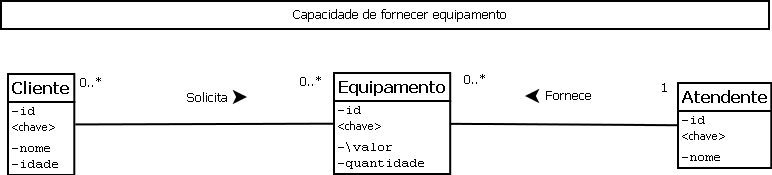 Capacidade de fornecer equipamento
Cliente
-id
<chave>
-nome
-idade
0..*
Solicita
0..*
Equipamento
-id
<chave>
-\valor
-quantidade
0..*
Fornece
1
Atendente
-id
<chave>
-nome